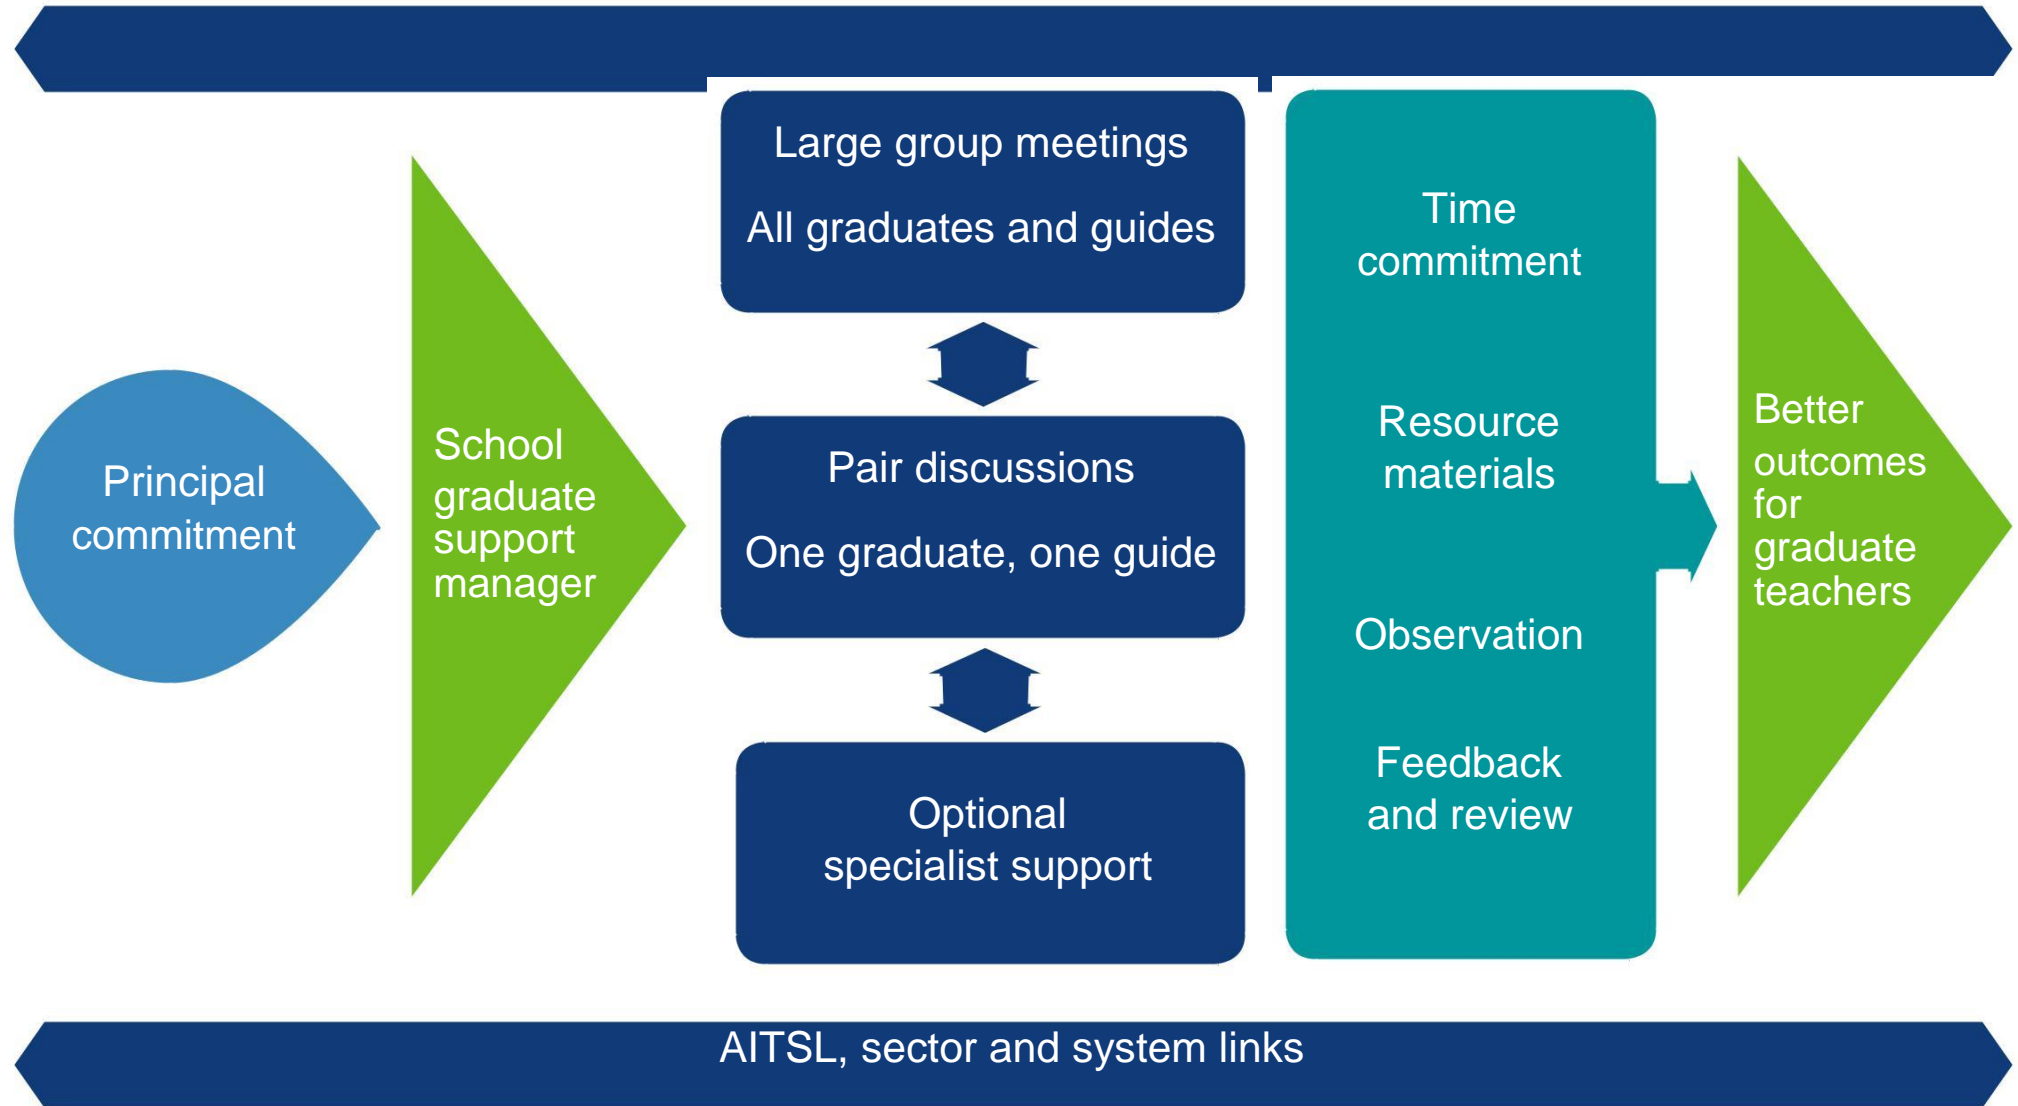 Principal
commitment
School
graduate
support
manager
Large group meetings
All graduates and guides
Pair discussions
One graduate, one guide
Optional
specialist support
Time
commitment
Resource
materials
Observation
Feedback
and review
Better
outcomes
for
graduate
teachers
AITSL, sector and system links